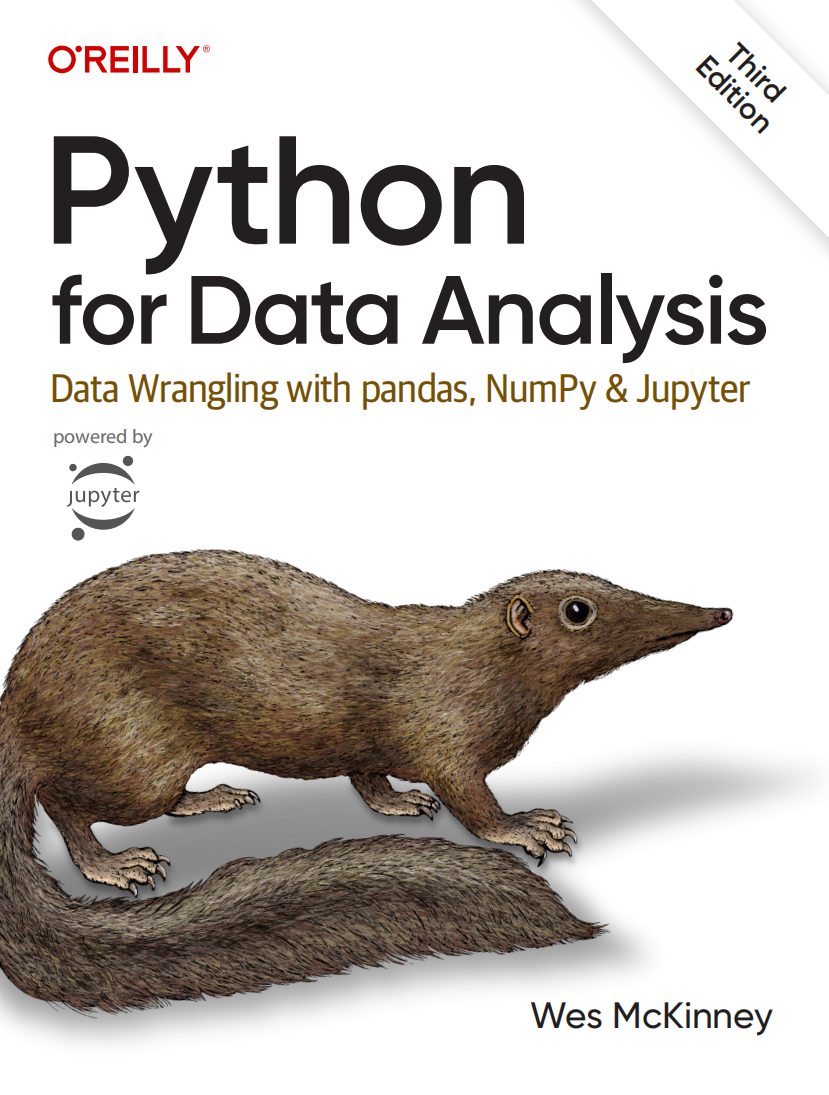 O'REILLY®
Third
Edition
Python
for Data Analysis
Data Wrangling with pandas, NumPy & Jupyter
powered by
jupyter
Wes McKinney